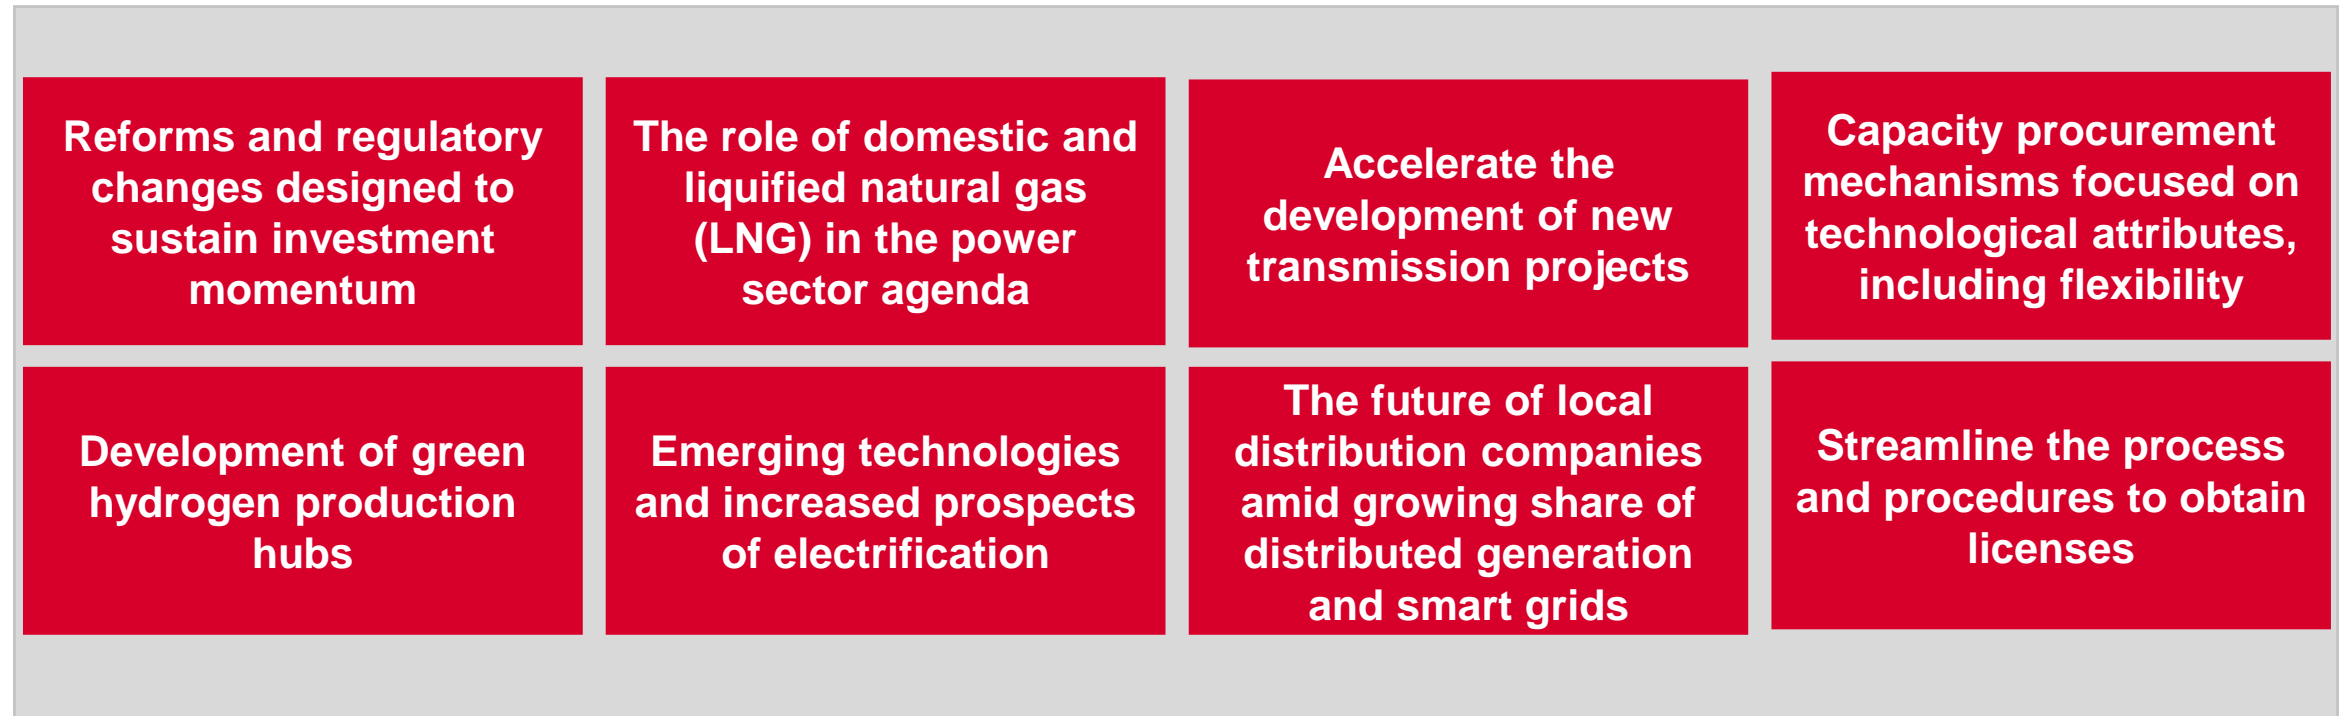 Reforms and regulatory
changes designed to
sustain investment
momentum
The role of domestic and
liquified natural gas
(LNG) in the power
sector agenda
Accelerate the
development of new
transmission projects
Capacity procurement
mechanisms focused on
technological attributes,
including flexibility
Development of green
hydrogen production
hubs
Emerging technologies
and increased prospects
of electrification
The future of local
distribution companies
amid growing share of
distributed generation
and smart grids
Streamline the process
and procedures to obtain
licenses